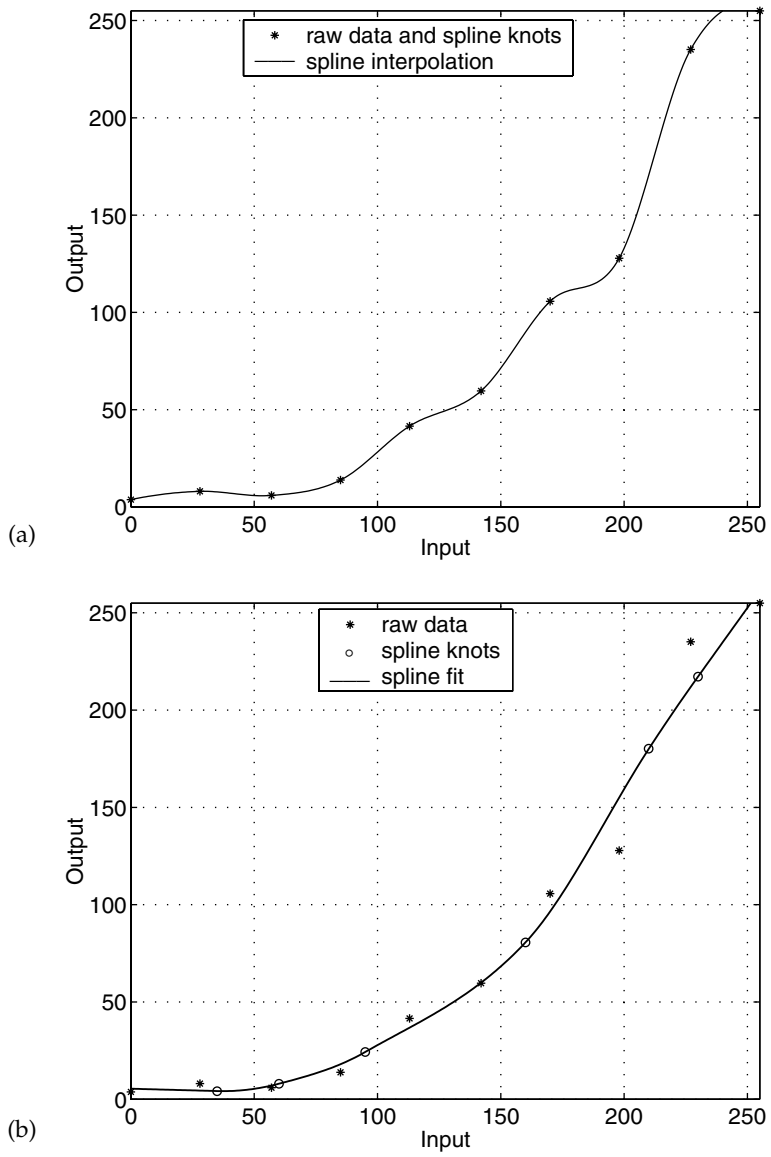 250
200
150
100
50
0
Output
raw data and spline knots
spline interpolation
0 50 100 150 200 250
Input
(a)
250
200
150
100
50
0
Output
raw data
spline knots
spline fit
0 50 100 150 200 250
Input
(b)